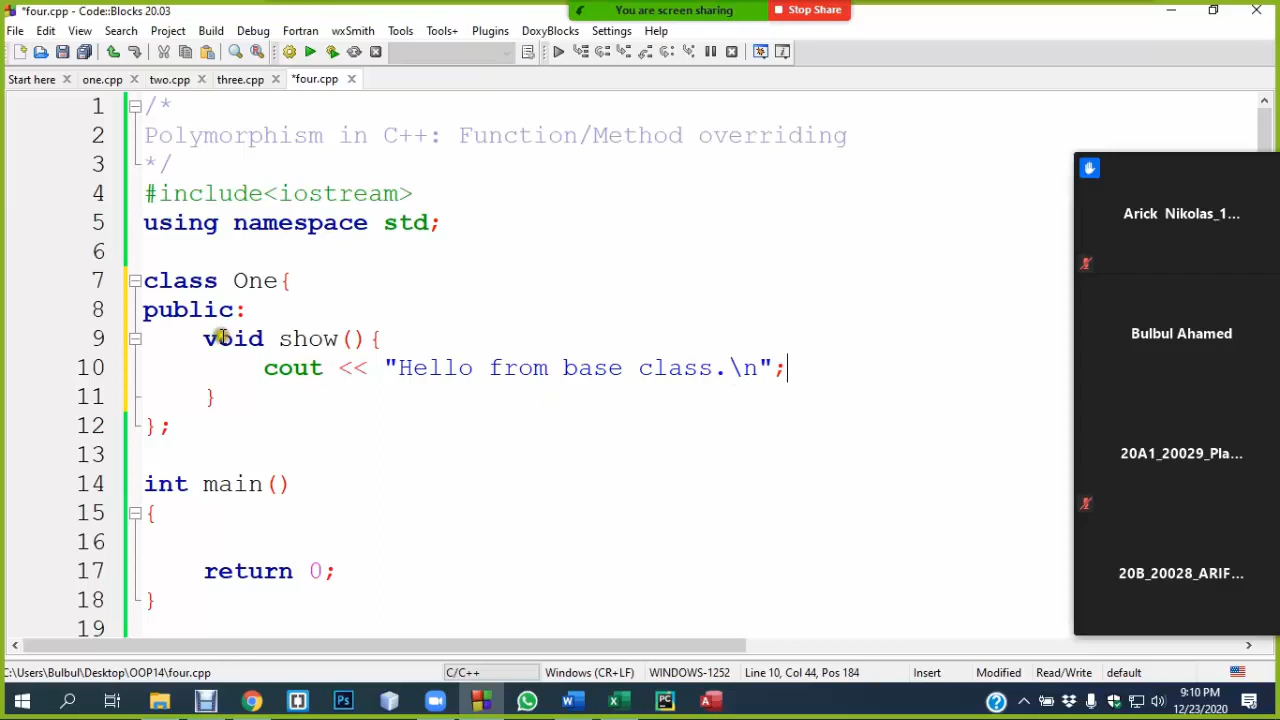 *four.cpp - Code::Blocks 20.03
You are screen sharing
Stop Share
File Edit View Search Project Build Debug Fortran wxSmith Tools Tools+ Plugins DoxyBlocks Settings Help
Start here one.cpp two.cpp three.cpp *four.cpp
1 /*
2 Polymorphism in C++: Function/Method overriding
3 */
4 #include<iostream>
5 using namespace std;
6
7 class One{
8 public:
9 void show(){
10 cout << "Hello from base class.\n";
11 }
12 };
13
14 int main()
15 {
16
17 return 0;
18 }
19
Arick Nikolas_1...
Bulbul Ahamed
20A1_20029_Pla...
20B_20028_ARIF...
C:\Users\Bulbul\Desktop\OOP14\four.cpp C/C++ Windows (CR+LF) WINDOWS-1252 Line 10, Col 44, Pos 184 Insert Modified Read/Write default
9:10 PM
12/23/2020